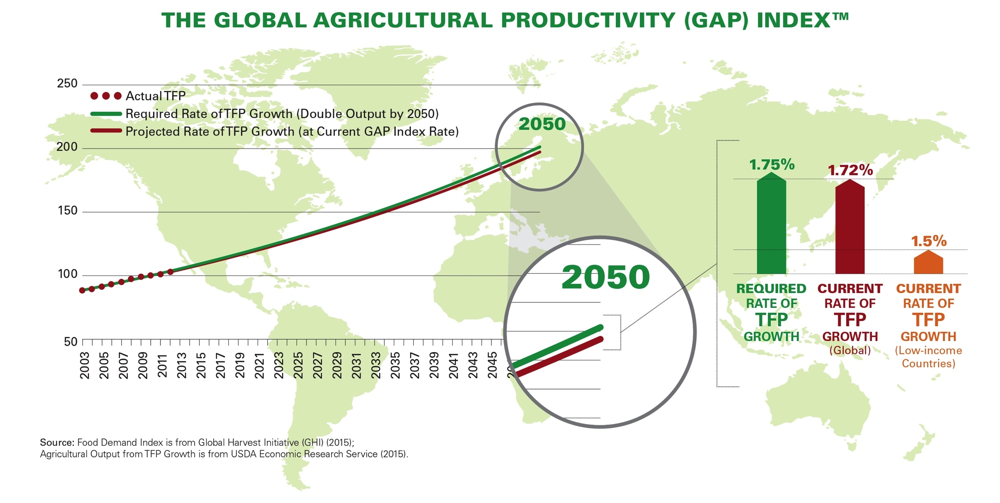 THE GLOBAL AGRICULTURAL PRODUCTIVITY (GAP) INDEX™
250
Actual TFP
Required Rate of TFP Growth (Double Output by 2050)
Projected Rate of TFP Growth (at Current GAP Index Rate)
2050
200
150
100
50
2003
2005
2007
2009
2011
2013
2015
2017
2019
2021
2023
2025
2027
2029
2031
2033
2035
2037
2039
2041
2043
2045
2050
1.75%
1.72%
1.5%
REQUIRED
RATE OF
TFP
GROWTH
CURRENT
RATE OF
TFP
GROWTH
(Global)
CURRENT
RATE OF
TFP
GROWTH
(Low-income
Countries)
Source: Food Demand Index is from Global Harvest Initiative (GHI) (2015);
Agricultural Output from TFP Growth is from USDA Economic Research Service (2015).